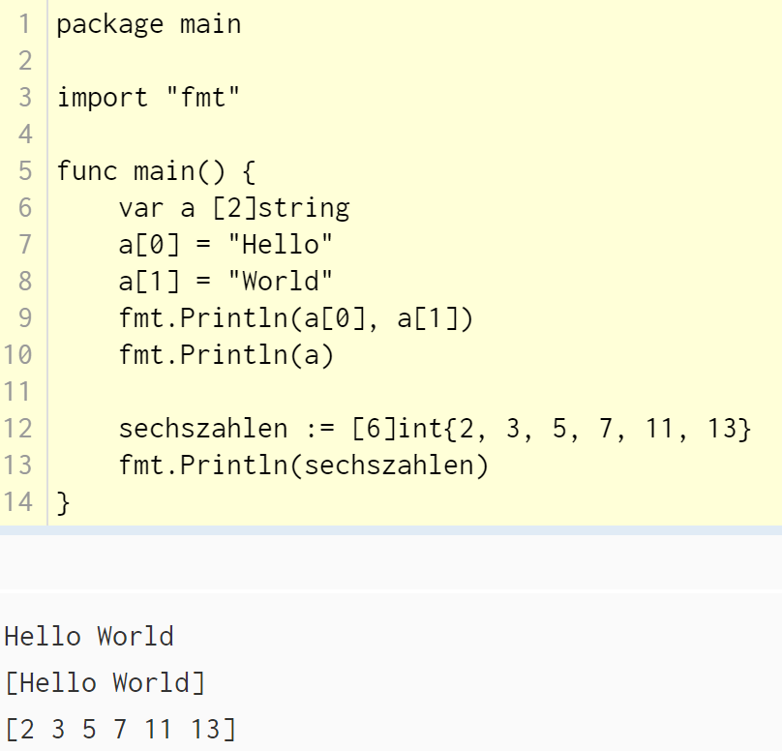 1 package main
2
3 import "fmt"
4
5 func main() {
6     var a [2]string
7     a[0] = "Hello"
8     a[1] = "World"
9     fmt.Println(a[0], a[1])
10     fmt.Println(a)
11
12     sechszahlen := [6]int{2, 3, 5, 7, 11, 13}
13     fmt.Println(sechszahlen)
14 }
Hello World
[Hello World]
[2 3 5 7 11 13]